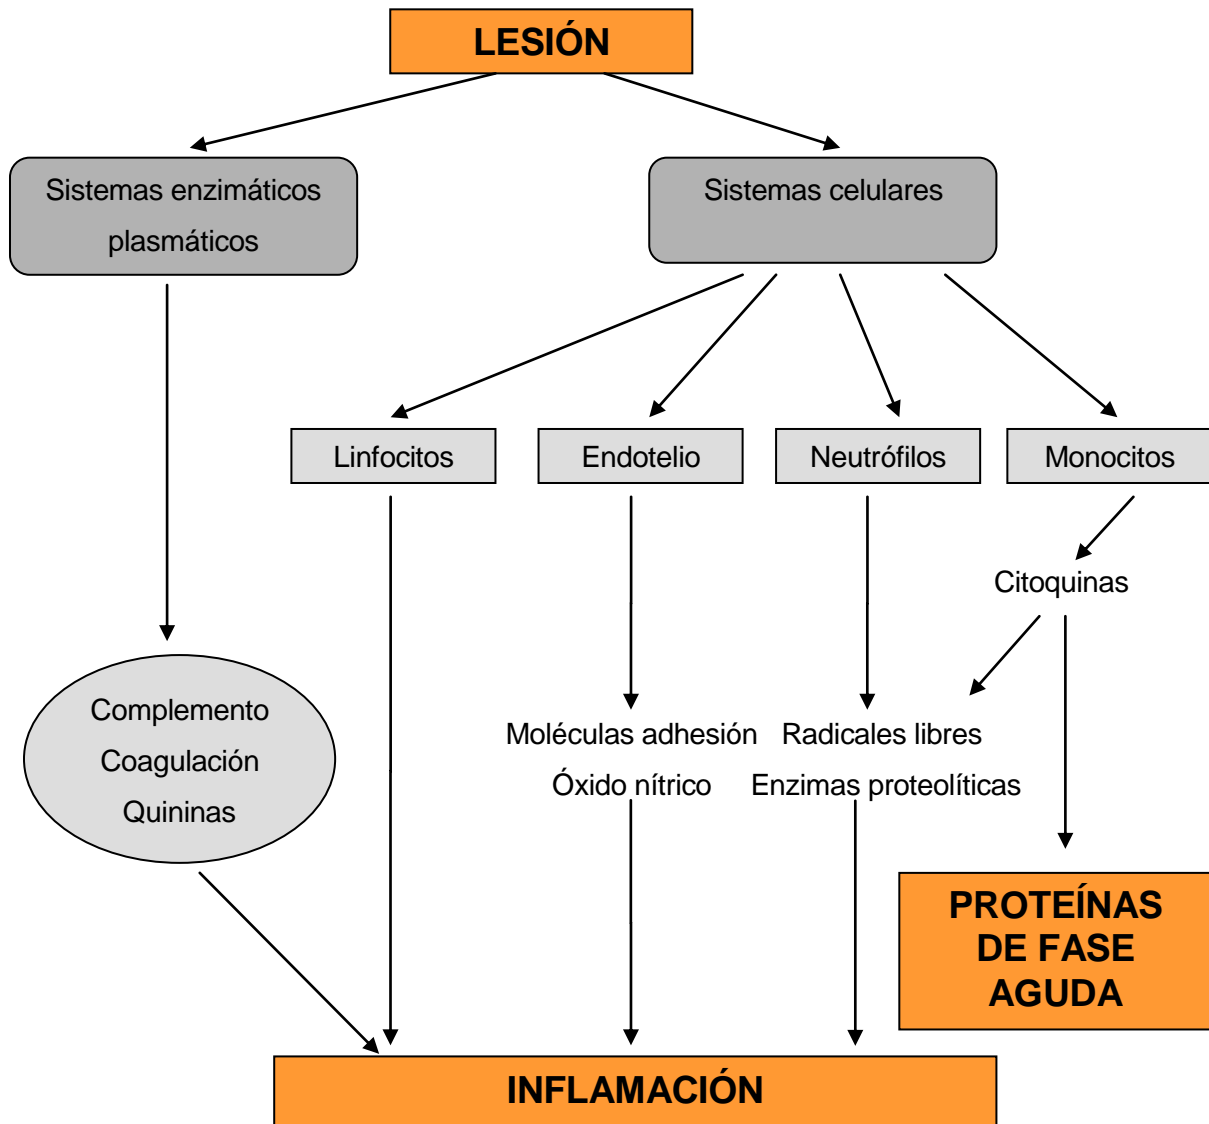 LESIÓN
Sistemas enzimáticos
plasmáticos
Sistemas celulares
Linfocitos
Endotelio
Neutrófilos
Monocitos
Citoquinas
Complemento
Coagulación
Quininas
Moléculas adhesión
Óxido nítrico
Radicales libres
Enzimas proteolíticas
PROTEÍNAS
DE FASE
AGUDA
INFLAMACIÓN